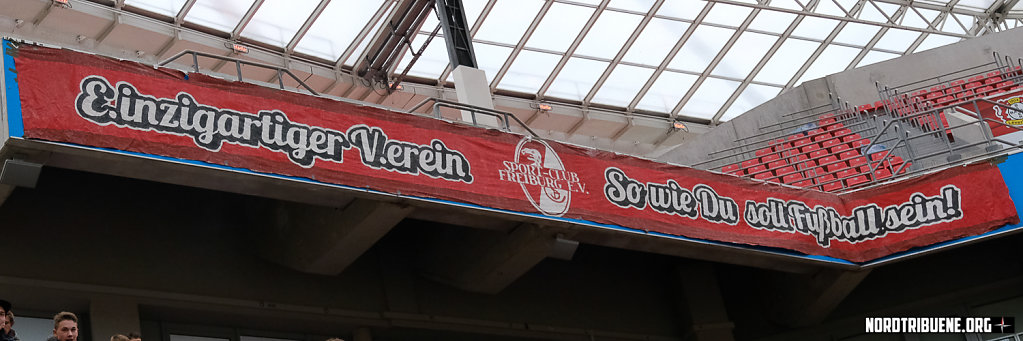 E.inzigartiger V.erein
SPORT-CLUB
FREIBURG E.V.
So wie Du soll Fußball sein!
NORDTRIBUENE.ORG